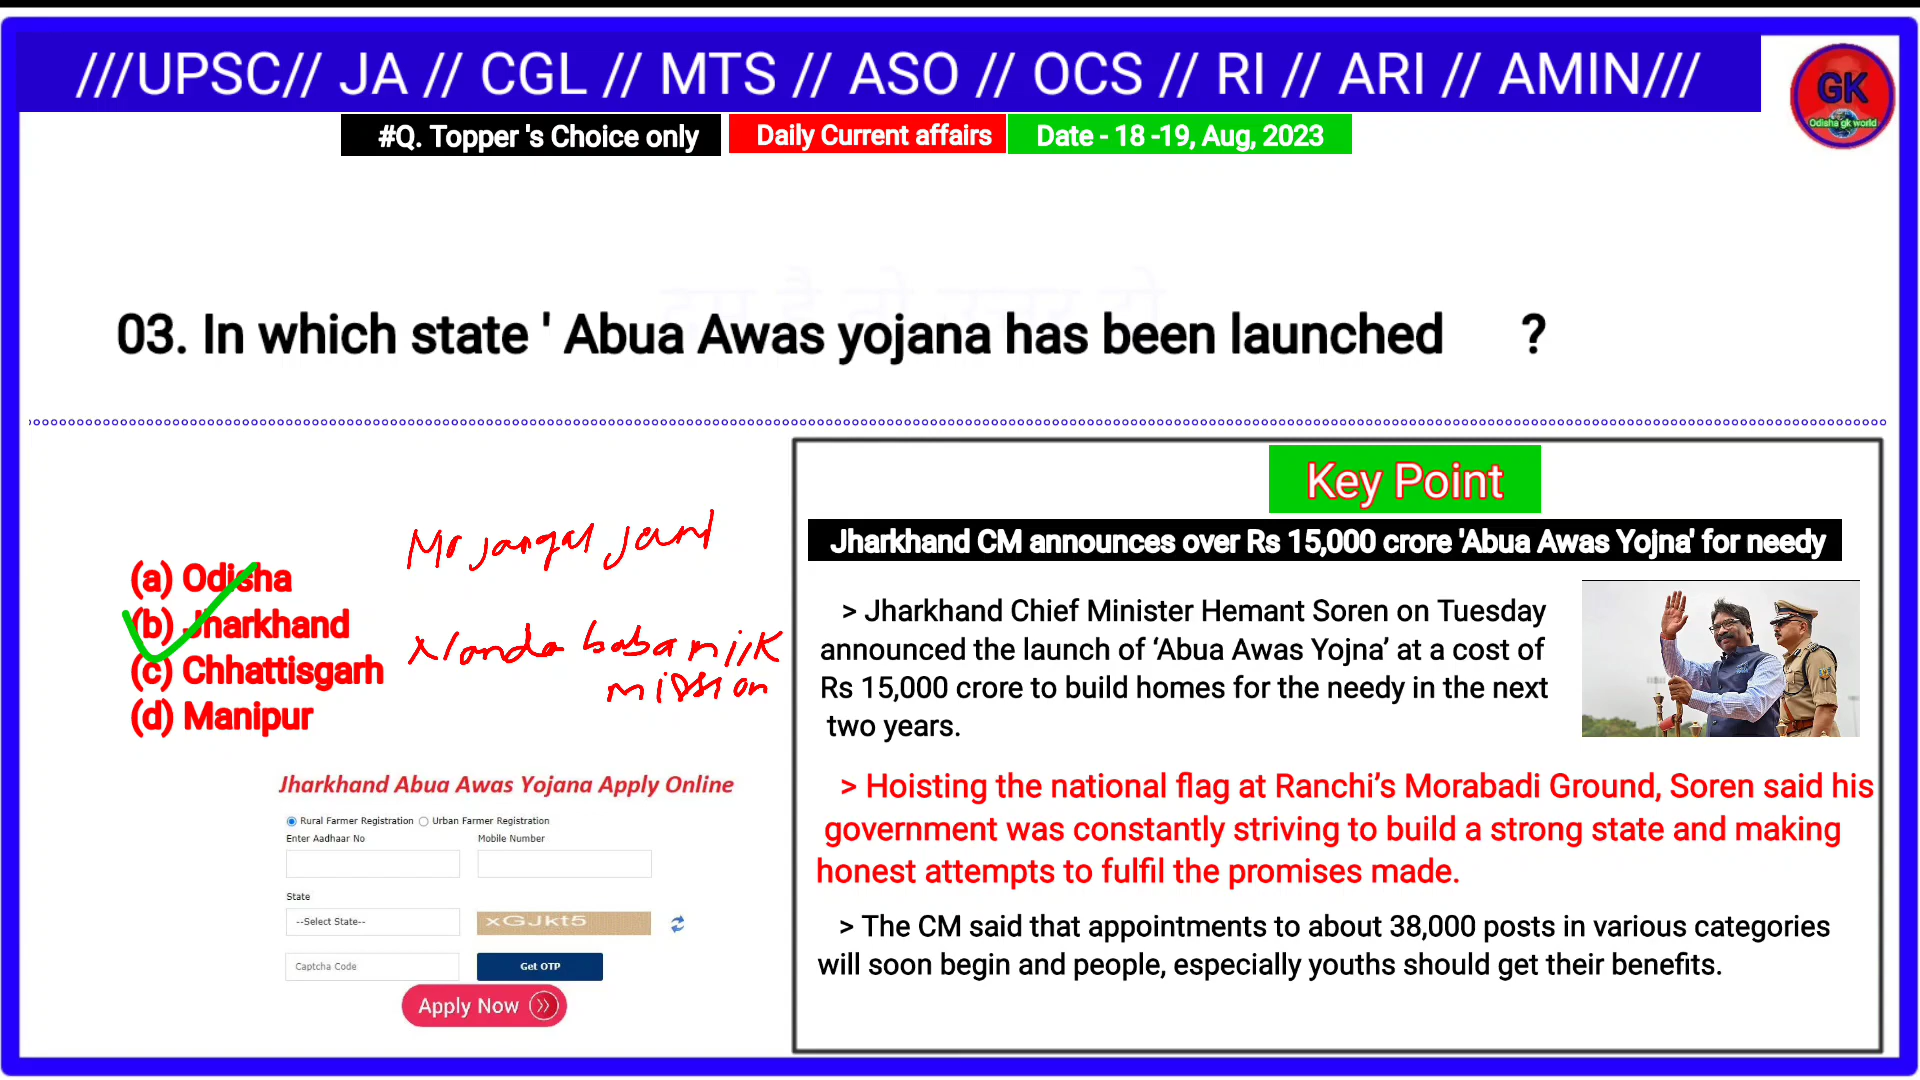 ///UPSC// JA // CGL // MTS // ASO // OCS // RI // ARI // AMIN///
GK
Odisha gk world
#Q. Topper 's Choice only
Daily Current affairs
Date - 18 -19, Aug, 2023
03. In which state ' Abua Awas yojana has been launched ?
(a) Odisha
(b) Jharkhand
(c) Chhattisgarh
(d) Manipur
Mo jangal jami
baba
mission
Jharkhand Abua Awas Yojana Apply Online
Rural Farmer Registration Urban Farmer Registration
Enter Aadhaar No Mobile Number
State
--Select State-- xGJkt5
Captcha Code Get OTP
Apply Now
Key Point
Jharkhand CM announces over Rs 15,000 crore 'Abua Awas Yojna' for needy
> Jharkhand Chief Minister Hemant Soren on Tuesday
announced the launch of ‘Abua Awas Yojna’ at a cost of
Rs 15,000 crore to build homes for the needy in the next
two years.
> Hoisting the national flag at Ranchi’s Morabadi Ground, Soren said his
government was constantly striving to build a strong state and making
honest attempts to fulfil the promises made.
> The CM said that appointments to about 38,000 posts in various categories
will soon begin and people, especially youths should get their benefits.